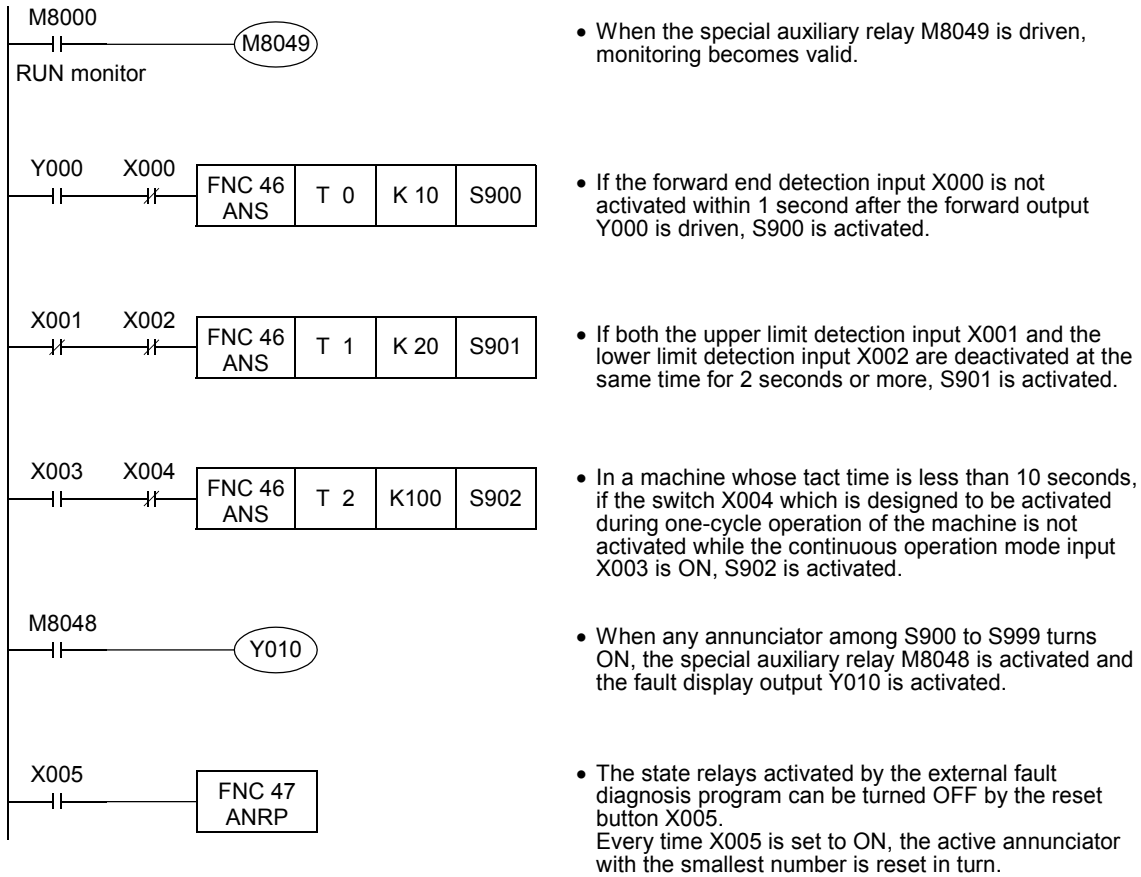 M8000
M8049
RUN monitor
• When the special auxiliary relay M8049 is driven,
monitoring becomes valid.
Y000 X000
FNC 46
ANS
T 0
K 10
S900
• If the forward end detection input X000 is not
activated within 1 second after the forward output
Y000 is driven, S900 is activated.
X001 X002
FNC 46
ANS
T 1
K 20
S901
• If both the upper limit detection input X001 and the
lower limit detection input X002 are deactivated at the
same time for 2 seconds or more, S901 is activated.
X003 X004
FNC 46
ANS
T 2
K100
S902
• In a machine whose tact time is less than 10 seconds,
if the switch X004 which is designed to be activated
during one-cycle operation of the machine is not
activated while the continuous operation mode input
X003 is ON, S902 is activated.
M8048
Y010
• When any annunciator among S900 to S999 turns
ON, the special auxiliary relay M8048 is activated and
the fault display output Y010 is activated.
X005
FNC 47
ANRP
• The state relays activated by the external fault
diagnosis program can be turned OFF by the reset
button X005.
Every time X005 is set to ON, the active annunciator
with the smallest number is reset in turn.